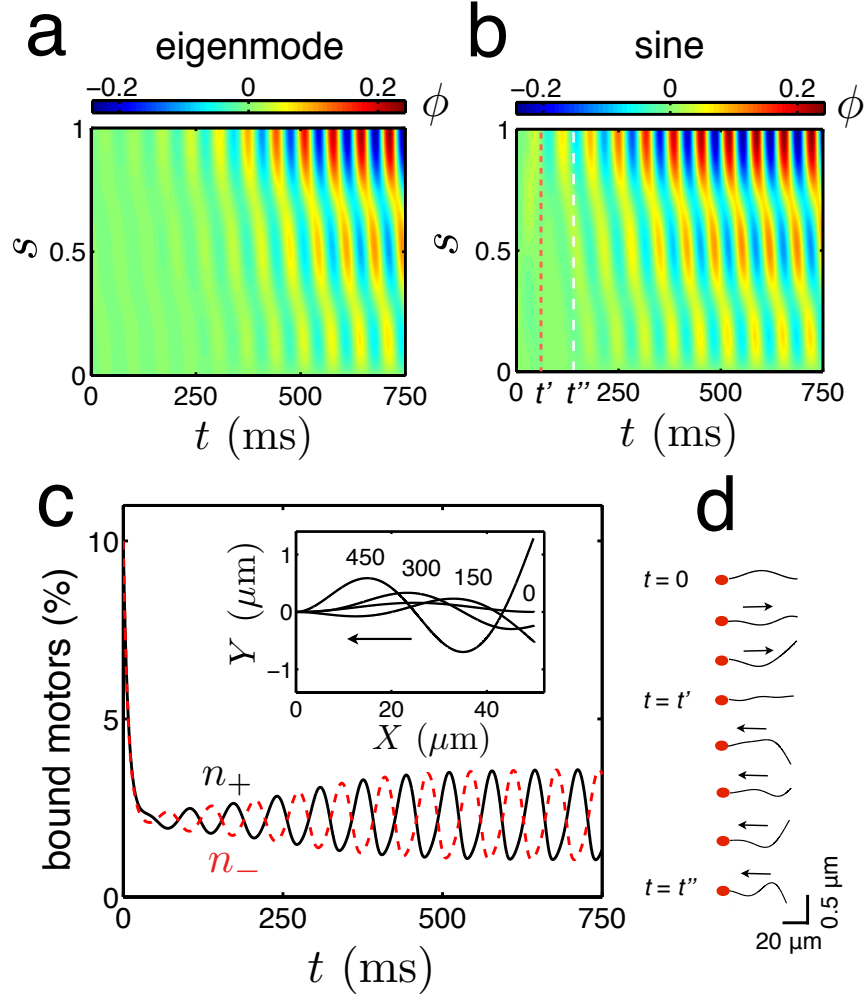 a
eigenmode
−0.2 0 0.2 ϕ
1
0.5
0
s
0 250 500 750
t (ms)
b
sine
−0.2 0 0.2 ϕ
1
0.5
0
s
0 t' t'' 250 500 750
t (ms)
c
bound motors (%)
10
5
0
0 250 500 750
t (ms)
n+
n−
Y (μm)
1
0
−1
450 300 150 0
0 20 40
X (μm)
d
t = 0
t = t'
t = t''
0.5 μm
20 μm